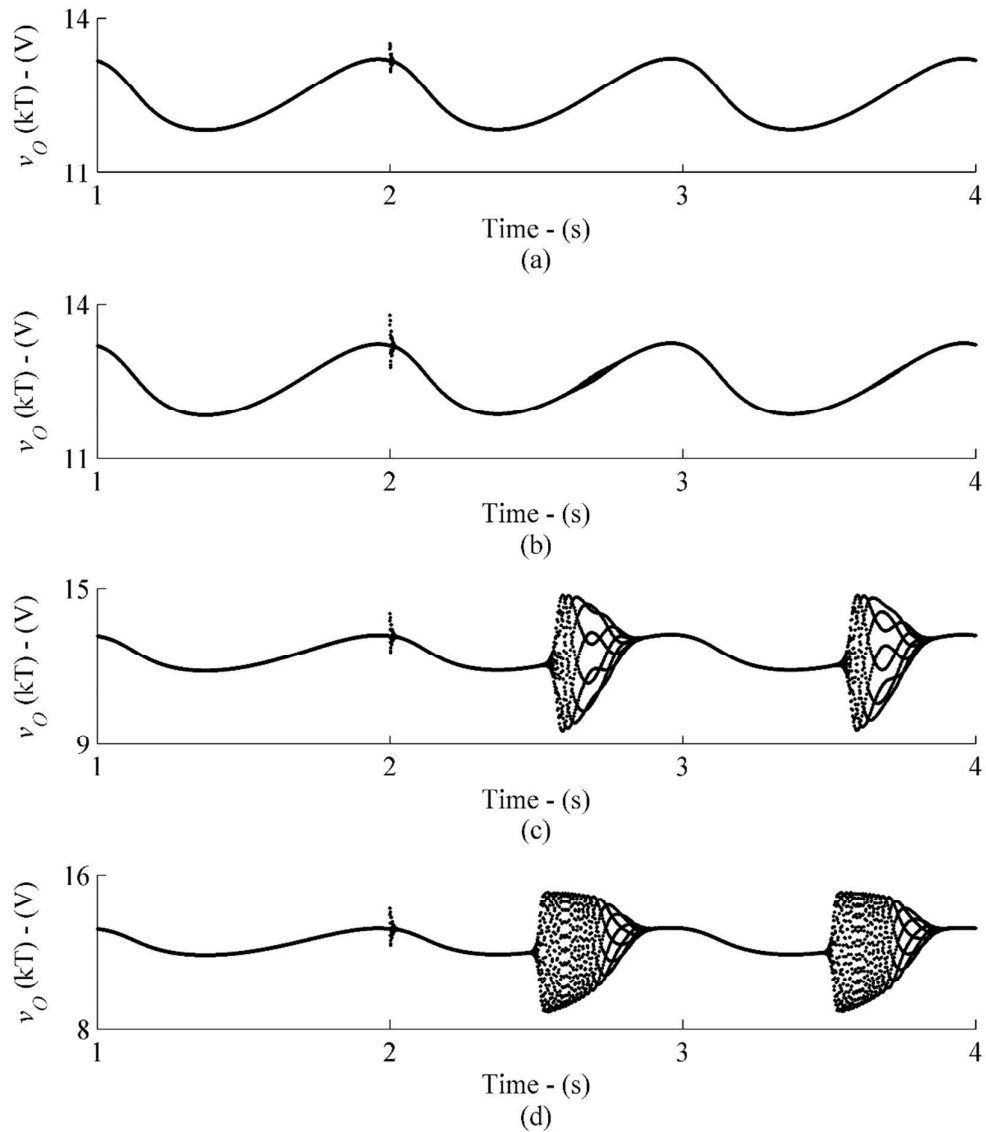 14
v_O (kT) - (V)
11
1 2 3 4
Time - (s)
(a)
14
v_O (kT) - (V)
11
1 2 3 4
Time - (s)
(b)
15
v_O (kT) - (V)
9
1 2 3 4
Time - (s)
(c)
16
v_O (kT) - (V)
8
1 2 3 4
Time - (s)
(d)